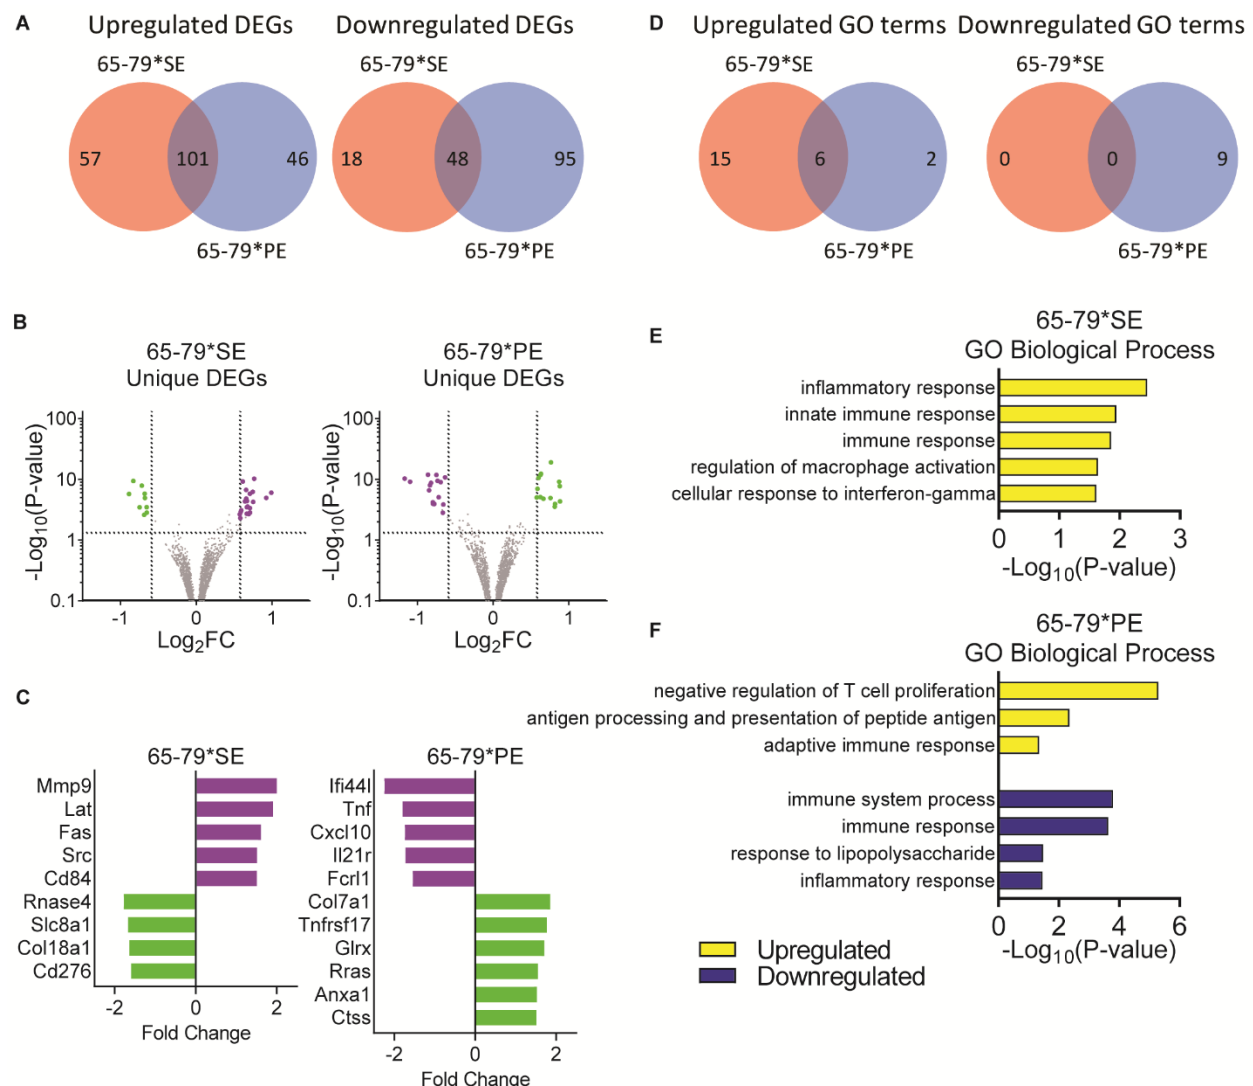 A
Upregulated DEGs
Downregulated DEGs
65-79*SE
65-79*SE
57
101
46
18
48
95
65-79*PE
65-79*PE
D
Upregulated GO terms
Downregulated GO terms
65-79*SE
65-79*SE
15
6
2
0
0
9
65-79*PE
65-79*PE
B
65-79*SE
Unique DEGs
65-79*PE
Unique DEGs
-Log10(P-value)
100
10
1
0.1
-1
0
1
Log2FC
-Log10(P-value)
100
10
1
0.1
-1
0
1
Log2FC
C
65-79*SE
Mmp9
Lat
Fas
Src
Cd84
Rnase4
Slc8a1
Col18a1
Cd276
-2
0
2
Fold Change
65-79*PE
Ifi44l
Tnf
Cxcl10
Il21r
Fcrl1
Col7a1
Tnfrsf17
Glrx
Rras
Anxa1
Ctss
-2
0
2
Fold Change
E
65-79*SE
GO Biological Process
inflammatory response
innate immune response
immune response
regulation of macrophage activation
cellular response to interferon-gamma
0
1
2
3
-Log10(P-value)
F
65-79*PE
GO Biological Process
negative regulation of T cell proliferation
antigen processing and presentation of peptide antigen
adaptive immune response
immune system process
immune response
response to lipopolysaccharide
inflammatory response
0
2
4
6
-Log10(P-value)
Upregulated
Downregulated